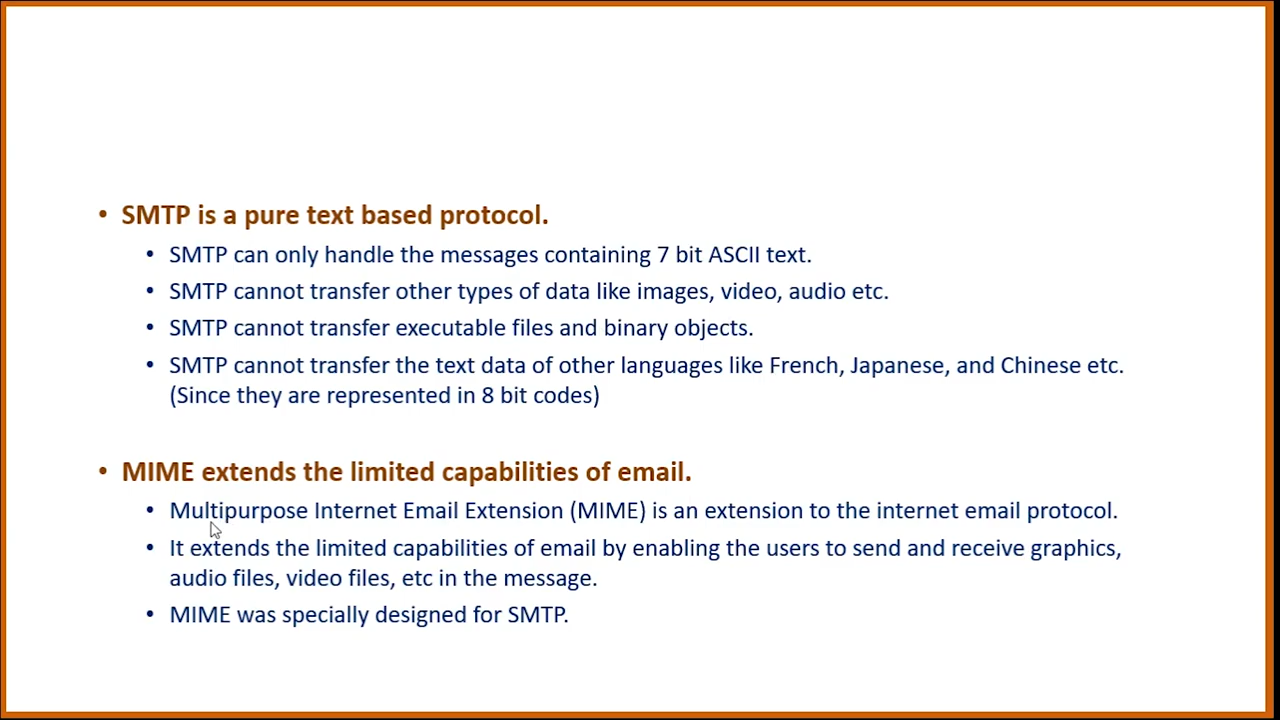 • SMTP is a pure text based protocol.
• SMTP can only handle the messages containing 7 bit ASCII text.
• SMTP cannot transfer other types of data like images, video, audio etc.
• SMTP cannot transfer executable files and binary objects.
• SMTP cannot transfer the text data of other languages like French, Japanese, and Chinese etc.
(Since they are represented in 8 bit codes)
• MIME extends the limited capabilities of email.
• Multipurpose Internet Email Extension (MIME) is an extension to the internet email protocol.
• It extends the limited capabilities of email by enabling the users to send and receive graphics,
audio files, video files, etc in the message.
• MIME was specially designed for SMTP.